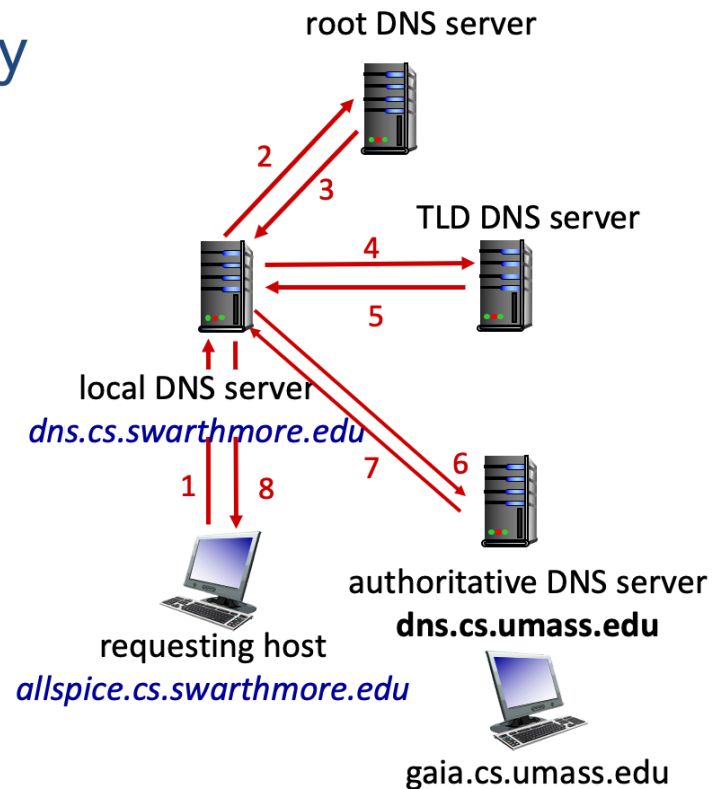 y
root DNS server
2
3
TLD DNS server
4
5
local DNS server
dns.cs.swarthmore.edu
6
7
1
8
authoritative DNS server
dns.cs.umass.edu
requesting host
allspice.cs.swarthmore.edu
gaia.cs.umass.edu